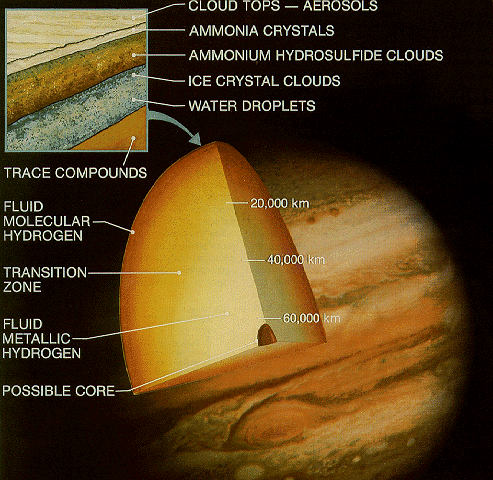 CLOUD TOPS — AEROSOLS
AMMONIA CRYSTALS
AMMONIUM HYDROSULFIDE CLOUDS
ICE CRYSTAL CLOUDS
WATER DROPLETS
TRACE COMPOUNDS
FLUID
MOLECULAR
HYDROGEN
TRANSITION
ZONE
FLUID
METALLIC
HYDROGEN
POSSIBLE CORE
20,000 km
40,000 km
60,000 km